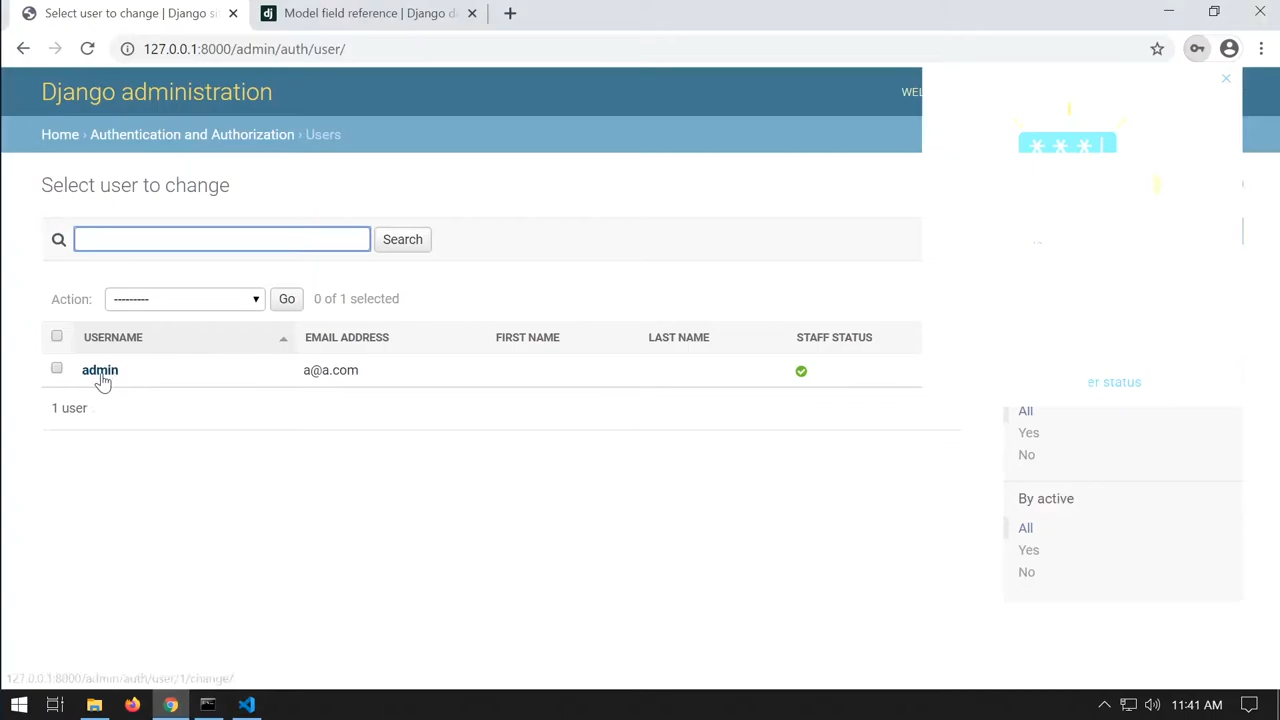 Select user to change | Django si
Model field reference | Django d
127.0.0.1:8000/admin/auth/user/
Django administration
WEL
Home › Authentication and Authorization › Users
***|
Select user to change
Search
Action: --------- Go 0 of 1 selected
USERNAME EMAIL ADDRESS FIRST NAME LAST NAME STAFF STATUS
admin a@a.com
er status
1 user
All
Yes
No
By active
All
Yes
No
127.0.0.1:8000/admin/auth/user/1/change/
11:41 AM